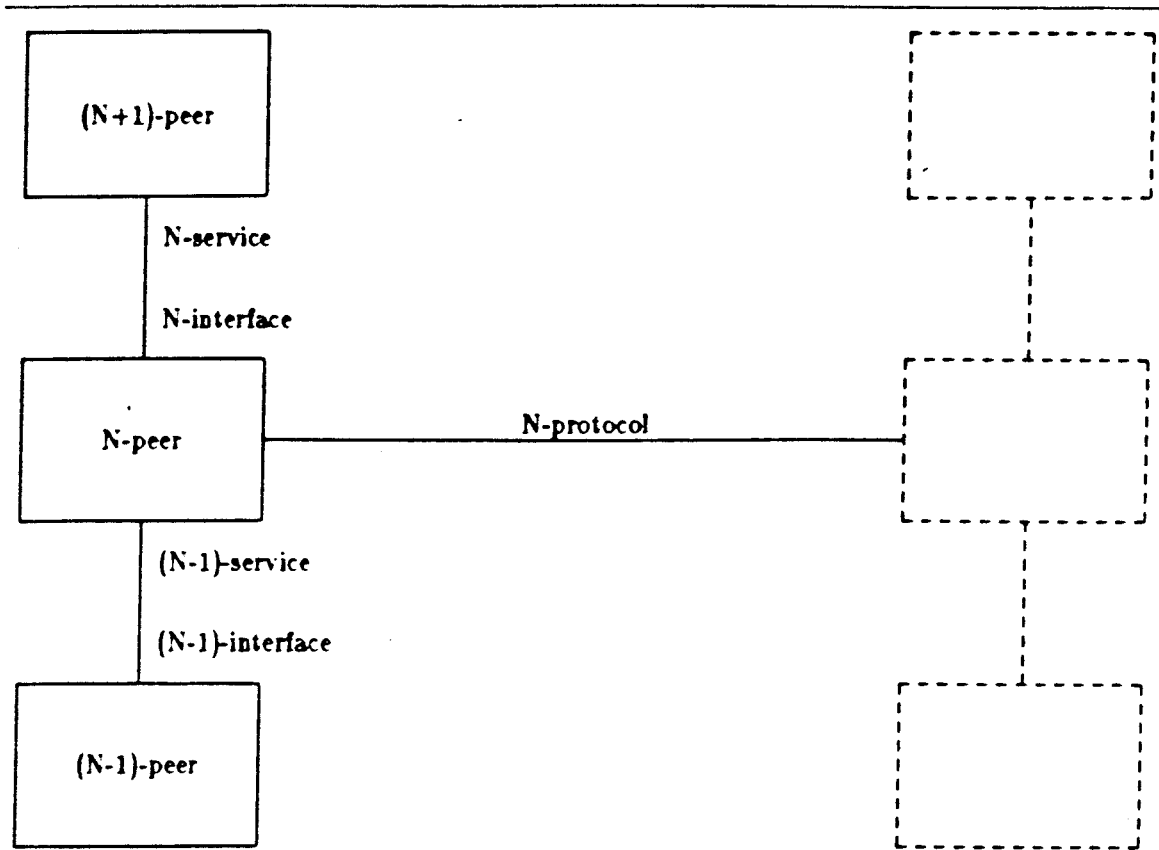 (N+1)-peer
N-service
N-interface
N-peer
N-protocol
(N-1)-service
(N-1)-interface
(N-1)-peer